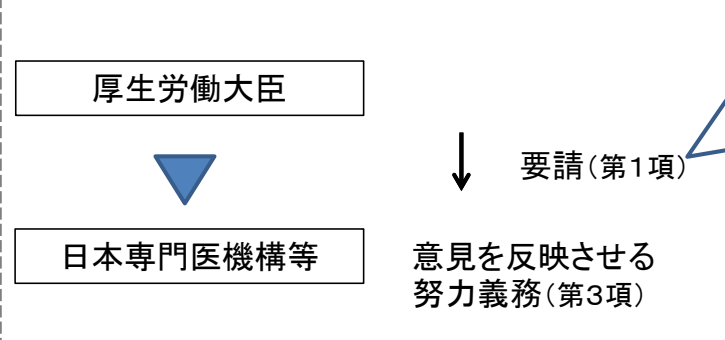 厚生労働大臣
要請(第1項)
日本専門医機構等
意見を反映させる
努力義務(第3項)